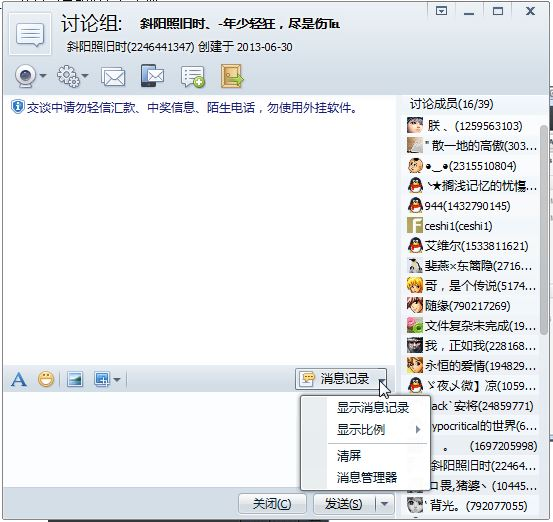 讨论组: 斜阳照旧时、-年少轻狂，尽是伤
斜阳照旧时(2246441347) 创建于 2013-06-30
交谈中请勿轻信汇款、中奖信息、陌生电话，勿使用外挂软件。
讨论成员(16/39)
朕 、(1259563103)
" 散一地的高傲(303...
(2315510804)
★搁浅记忆的忧傷...
944(1432790145)
ceshi1(ceshi1)
艾维尔(1533811621)
斐燕×东篱隐(2716...
哥，是个传说(5174...
随缘(790217269)
文件复杂未完成(19...
我，正如我(228168...
永恒的爱情(194829...
夜乄微】凉(1059...
ack`安将(24859771)
ypocritical的世界(6...
。 (1697205998)
斜阳照旧时(22464...
畏,猪婆丶(10445...
背光。(792077055)
消息记录
显示消息记录
显示比例
清屏
消息管理器
关闭(C)
发送(S)